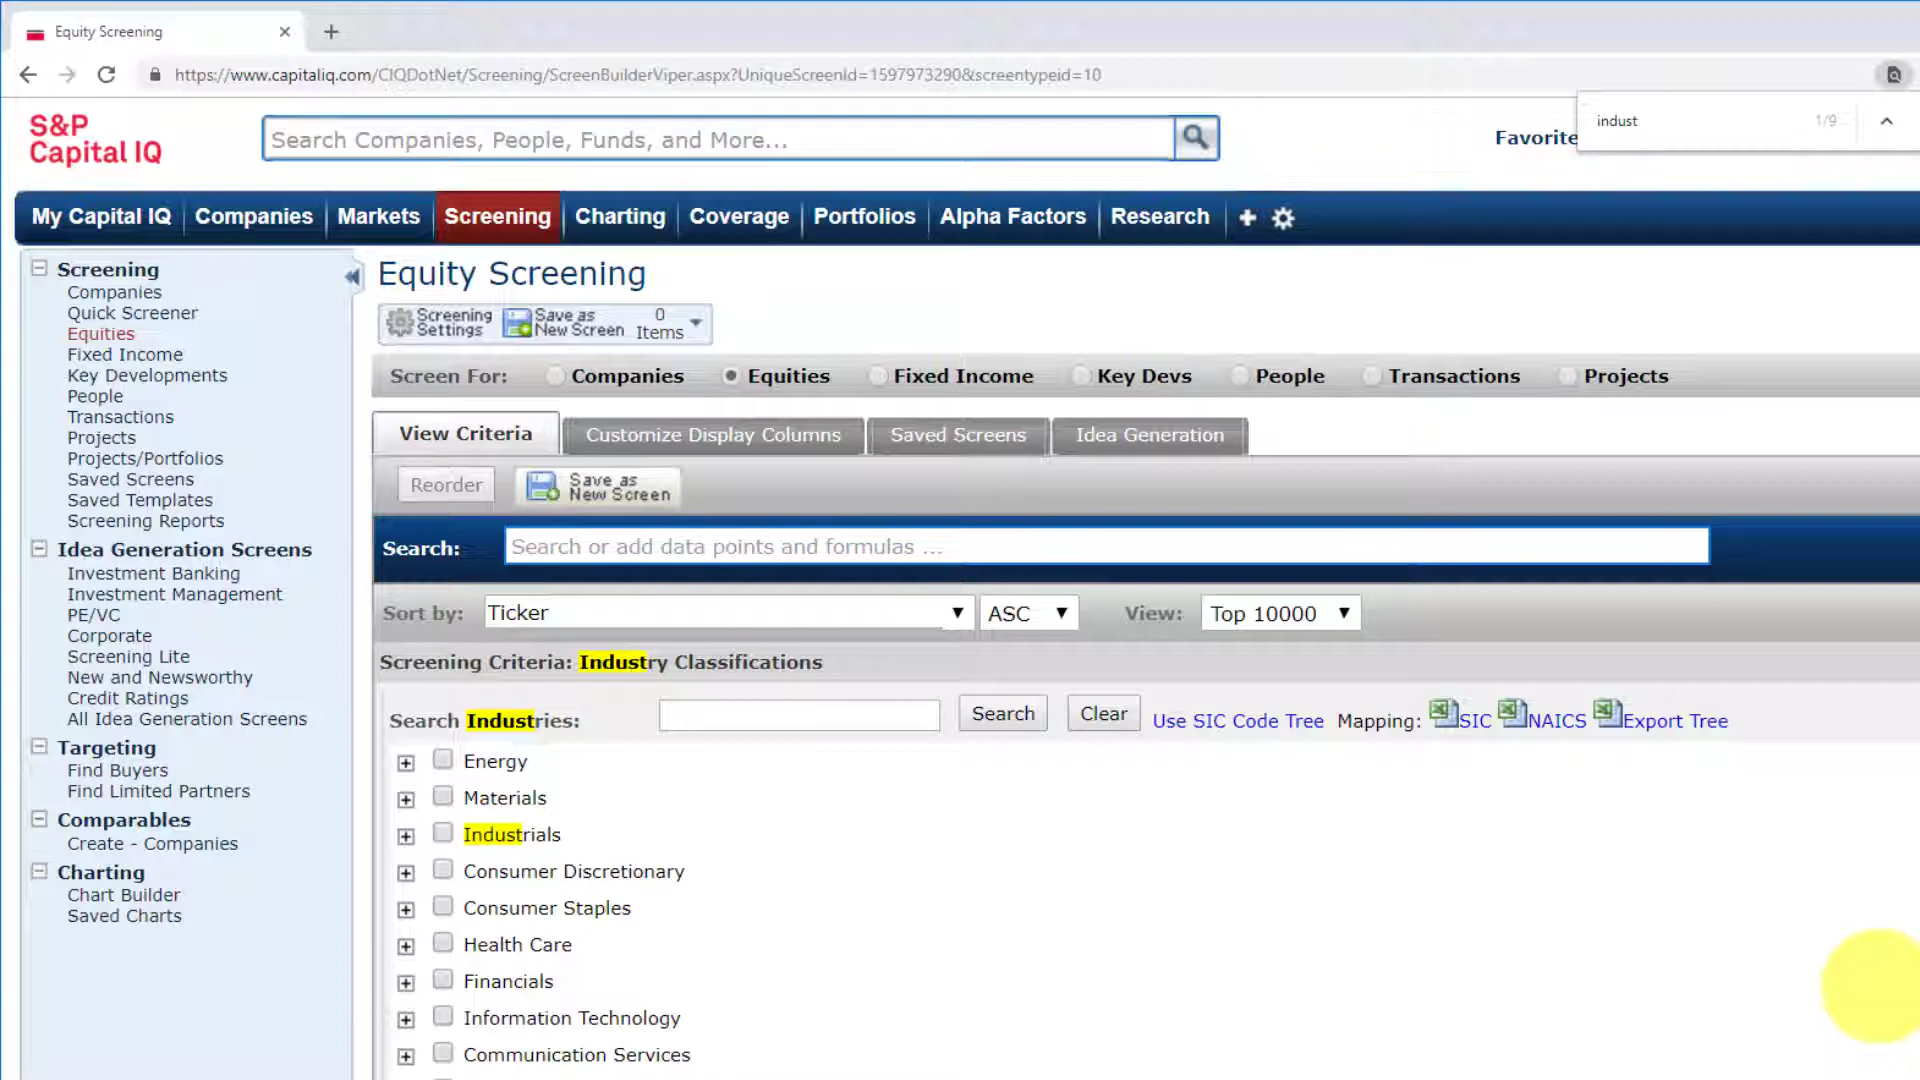 Equity Screening
https://www.capitaliq.com/CIQDotNet/Screening/ScreenBuilderViper.aspx?UniqueScreenId=1597973290&screentypeid=10
indust 1/9
S&P
Capital IQ
Search Companies, People, Funds, and More...
Favorite
My Capital IQ Companies Markets Screening Charting Coverage Portfolios Alpha Factors Research
Screening
Companies
Quick Screener
Equities
Fixed Income
Key Developments
People
Transactions
Projects
Projects/Portfolios
Saved Screens
Saved Templates
Screening Reports
Idea Generation Screens
Investment Banking
Investment Management
PE/VC
Corporate
Screening Lite
New and Newsworthy
Credit Ratings
All Idea Generation Screens
Targeting
Find Buyers
Find Limited Partners
Comparables
Create - Companies
Charting
Chart Builder
Saved Charts
Equity Screening
Screening Settings
Save as New Screen
0 Items
Screen For: Companies Equities Fixed Income Key Devs People Transactions Projects
View Criteria Customize Display Columns Saved Screens Idea Generation
Reorder
Save as
New Screen
Search: Search or add data points and formulas ...
Sort by: Ticker ASC View: Top 10000
Screening Criteria: Industry Classifications
Search Industries: Search Clear Use SIC Code Tree Mapping: SIC NAICS Export Tree
Energy
Materials
Industrials
Consumer Discretionary
Consumer Staples
Health Care
Financials
Information Technology
Communication Services